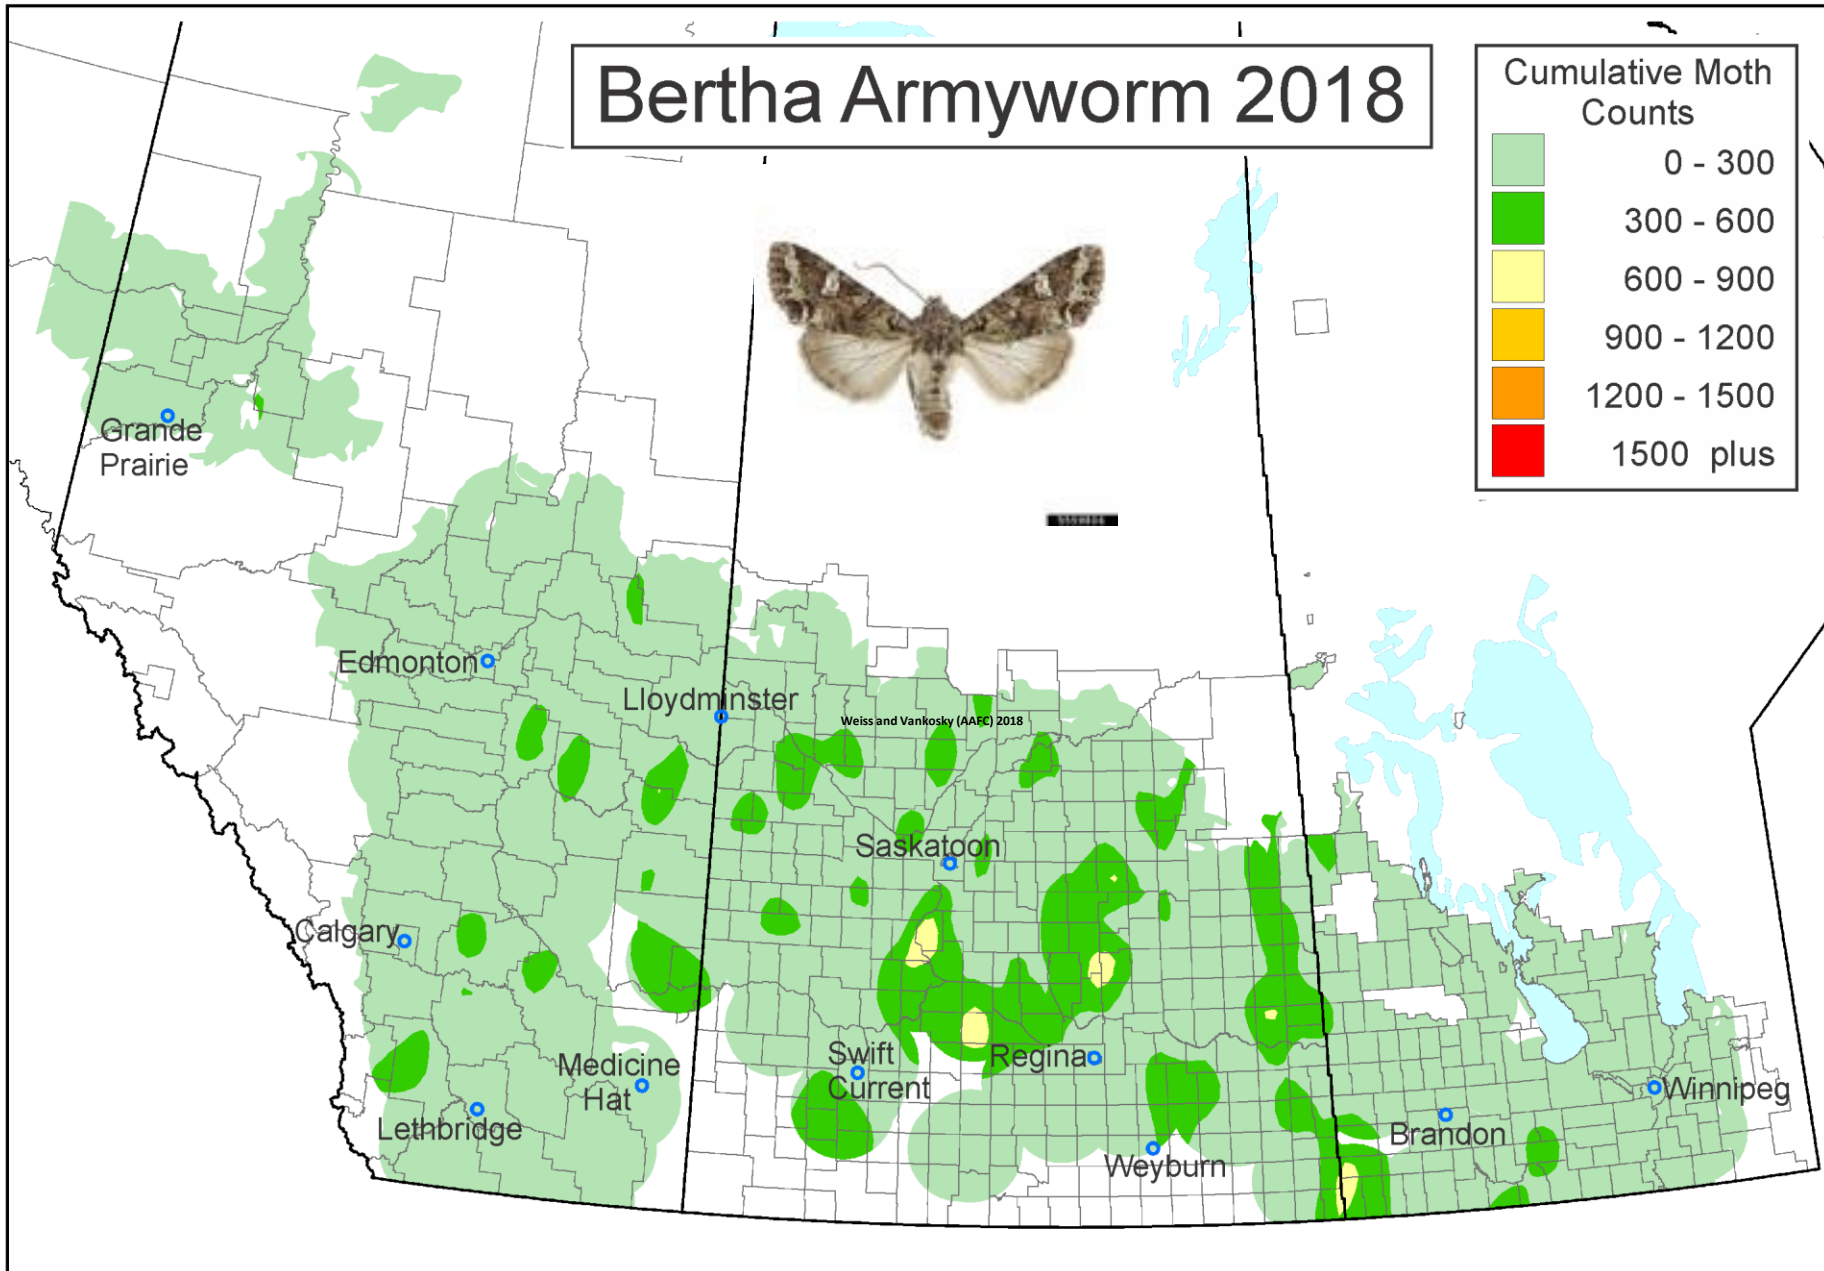 Bertha Armyworm 2018
Cumulative Moth
Counts
0 - 300
300 - 600
600 - 900
900 - 1200
1200 - 1500
1500 plus
Grande
Prairie
Edmonton
Lloydminster
Weiss and Vankosky (AAFC) 2018
Saskatoon
Calgary
Medicine
Hat
Lethbridge
Swift
Current
Regina
Weyburn
Brandon
Winnipeg